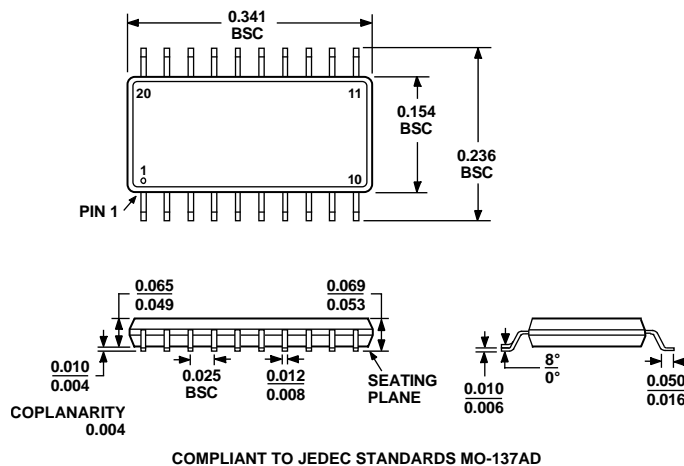 0.341
BSC
20
11
0.154
BSC
0.236
BSC
1
10
PIN 1
0.065
0.049
0.069
0.053
0.010
0.004
0.025
BSC
0.012
0.008
SEATING
PLANE
COPLANARITY
0.004
8°
0°
0.010
0.006
0.050
0.016
COMPLIANT TO JEDEC STANDARDS MO-137AD